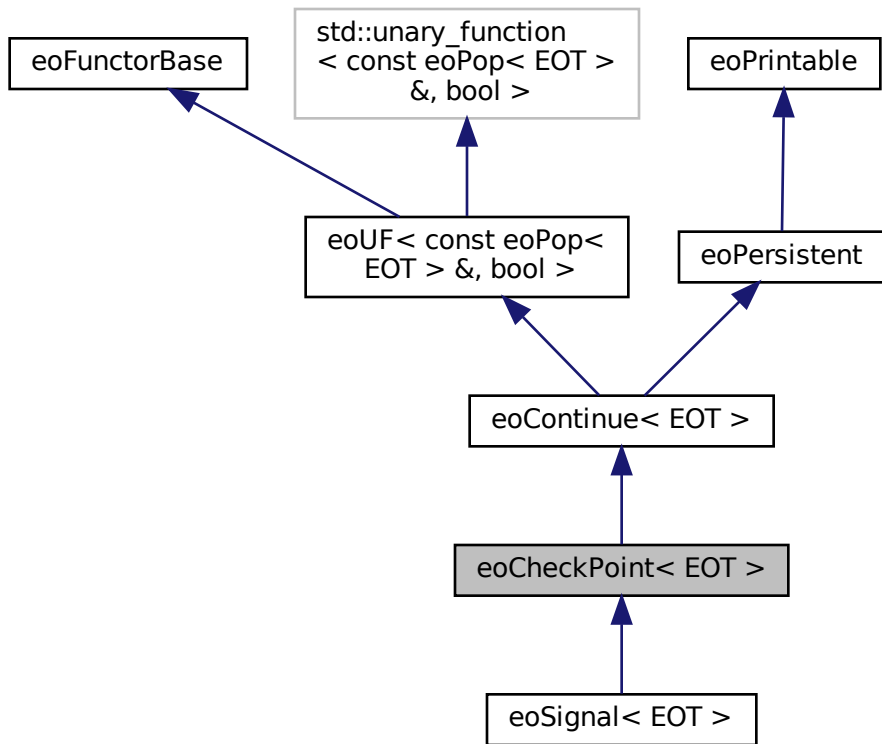 eoFunctorBase
std::unary_function
< const eoPop< EOT >
&, bool >
eoPrintable
eoUF< const eoPop<
EOT > &, bool >
eoPersistent
eoContinue< EOT >
eoCheckPoint< EOT >
eoSignal< EOT >